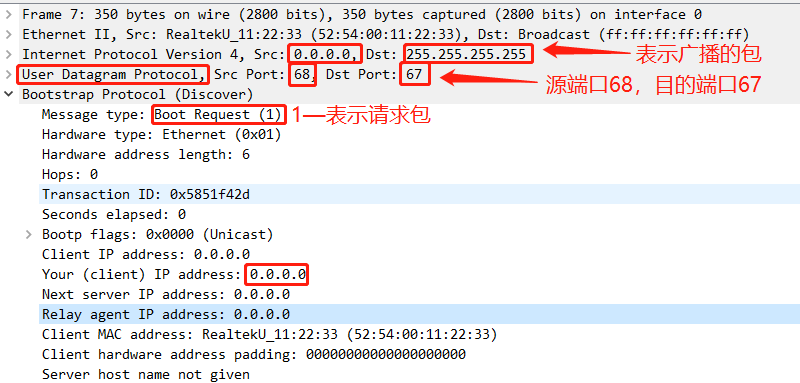 Frame 7: 350 bytes on wire (2800 bits), 350 bytes captured (2800 bits) on interface 0
Ethernet II, Src: RealtekU_11:22:33 (52:54:00:11:22:33), Dst: Broadcast (ff:ff:ff:ff:ff:ff)
Internet Protocol Version 4, Src: 0.0.0.0, Dst: 255.255.255.255
表示广播的包
User Datagram Protocol, Src Port: 68, Dst Port: 67
源端口68，目的端口67
Bootstrap Protocol (Discover)
Message type: Boot Request (1) 1—表示请求包
Hardware type: Ethernet (0x01)
Hardware address length: 6
Hops: 0
Transaction ID: 0x5851f42d
Seconds elapsed: 0
Bootp flags: 0x0000 (Unicast)
Client IP address: 0.0.0.0
Your (client) IP address: 0.0.0.0
Next server IP address: 0.0.0.0
Relay agent IP address: 0.0.0.0
Client MAC address: RealtekU_11:22:33 (52:54:00:11:22:33)
Client hardware address padding: 00000000000000000000
Server host name not given